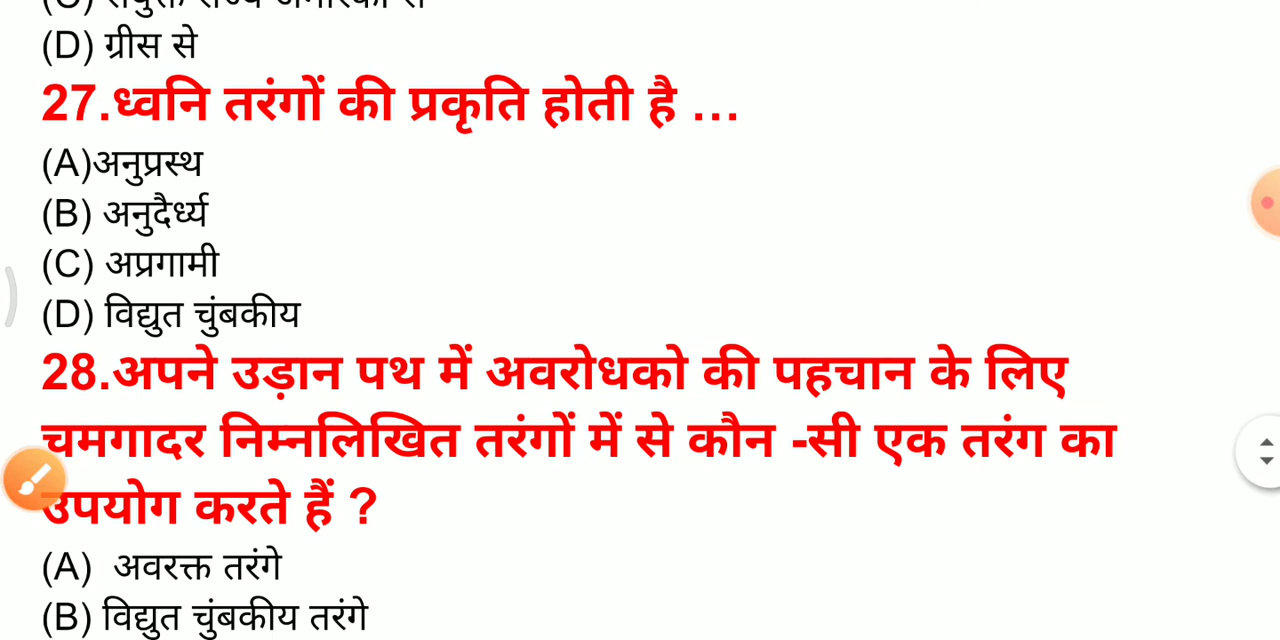 (D) ग्रीस से
27.ध्वनि तरंगों की प्रकृति होती है ...
(A)अनुप्रस्थ
(B) अनुदैर्ध्य
(C) अप्रगामी
(D) विद्युत चुंबकीय
28.अपने उड़ान पथ में अवरोधको की पहचान के लिए
चमगादर निम्नलिखित तरंगों में से कौन -सी एक तरंग का
उपयोग करते हैं ?
(A) अवरक्त तरंगे
(B) विद्युत चुंबकीय तरंगे